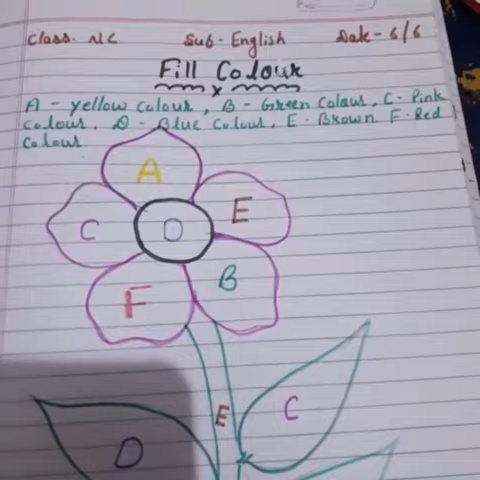 Class. N.C Sub- English Date- 6/6
Fill Colour
x
A - yellow colour, B - Green Colour, C - Pink
Colour, D - Blue Colour, E - Brown F - Red
Colour
A
C D E
F B
E C
D